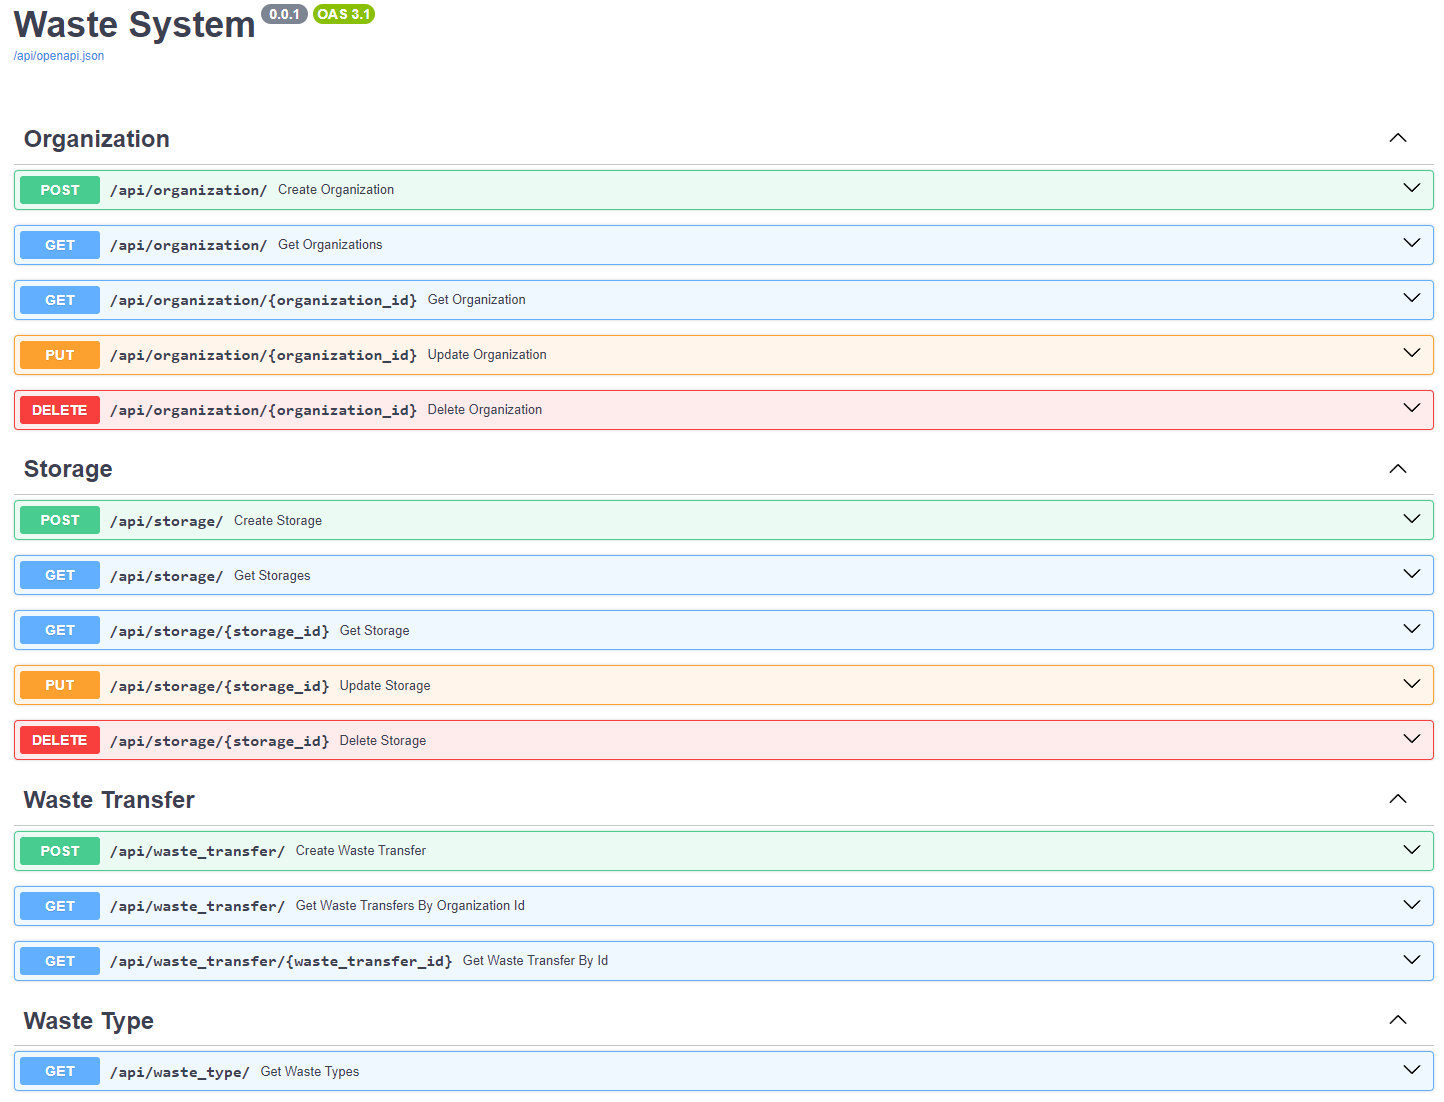 Waste System 0.0.1 OAS 3.1
/api/openapi.json
Organization
POST /api/organization/ Create Organization
GET /api/organization/ Get Organizations
GET /api/organization/{organization_id} Get Organization
PUT /api/organization/{organization_id} Update Organization
DELETE /api/organization/{organization_id} Delete Organization
Storage
POST /api/storage/ Create Storage
GET /api/storage/ Get Storages
GET /api/storage/{storage_id} Get Storage
PUT /api/storage/{storage_id} Update Storage
DELETE /api/storage/{storage_id} Delete Storage
Waste Transfer
POST /api/waste_transfer/ Create Waste Transfer
GET /api/waste_transfer/ Get Waste Transfers By Organization Id
GET /api/waste_transfer/{waste_transfer_id} Get Waste Transfer By Id
Waste Type
GET /api/waste_type/ Get Waste Types